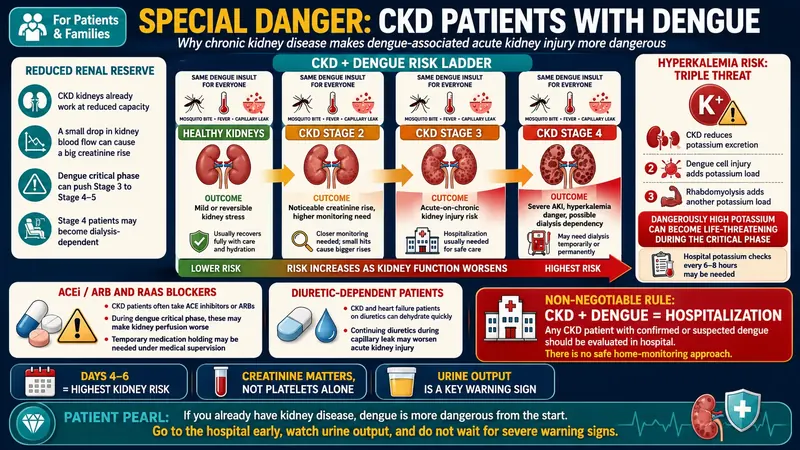 For Patients
& Families
SPECIAL DANGER: CKD PATIENTS WITH DENGUE
Why chronic kidney disease makes dengue-associated acute kidney injury more dangerous
REDUCED RENAL RESERVE
CKD kidneys already
work at reduced capacity
A small drop in kidney
blood flow can cause
a big creatinine rise
Dengue critical phase
can push Stage 3 to
Stage 4–5
Stage 4 patients may
become dialysis-
dependent
CKD + DENGUE RISK LADDER
SAME DENGUE INSULT
FOR EVERYONE
MOSQUITO BITE • FEVER • CAPILLARY LEAK
HEALTHY KIDNEYS
OUTCOME
Mild or reversible
kidney stress
Usually recovers
fully with care
and hydration
SAME DENGUE INSULT
FOR EVERYONE
MOSQUITO BITE • FEVER • CAPILLARY LEAK
CKD STAGE 2
OUTCOME
Noticeable creatinine rise,
higher monitoring need
Closer monitoring
needed; small hits
cause bigger rises
SAME DENGUE INSULT
FOR EVERYONE
MOSQUITO BITE • FEVER • CAPILLARY LEAK
CKD STAGE 3
OUTCOME
Acute-on-chronic
kidney injury risk
Hospitalization
usually needed
for safe care
SAME DENGUE INSULT
FOR EVERYONE
MOSQUITO BITE • FEVER • CAPILLARY LEAK
CKD STAGE 4
OUTCOME
Severe AKI, hyperkalemia
danger, possible
dialysis dependency
May need dialysis
temporarily or
permanently
LOWER RISK
RISK INCREASES AS KIDNEY FUNCTION WORSENS
HIGHEST RISK
HYPERKALEMIA RISK:
TRIPLE THREAT
K+
CKD reduces
potassium excretion
2
Dengue cell injury
adds potassium load
3
Rhabdomyolysis adds
another potassium load
DANGEROUSLY HIGH POTASSIUM
CAN BECOME LIFE-THREATENING
DURING THE CRITICAL PHASE
Hospital potassium checks
every 6–8 hours
may be needed
ACEi / ARB AND RAAS BLOCKERS
• CKD patients often take ACE inhibitors or ARBs
• During dengue critical phase, these may
make kidney perfusion worse
• Temporary medication holding may be
needed under medical supervision
DIURETIC-DEPENDENT PATIENTS
• CKD and heart failure patients
on diuretics can dehydrate quickly
• Continuing diuretics during
capillary leak may worsen
acute kidney injury
NON-NEGOTIABLE RULE:
CKD + DENGUE = HOSPITALIZATION
Any CKD patient with confirmed or suspected dengue
should be evaluated in hospital.
There is no safe home-monitoring approach.
DAYS 4–6
= HIGHEST KIDNEY RISK
CREATININE MATTERS,
NOT PLATELETS ALONE
URINE OUTPUT
IS A KEY WARNING SIGN
PATIENT PEARL: If you already have kidney disease, dengue is more dangerous from the start.
Go to the hospital early, watch urine output, and do not wait for severe warning signs.